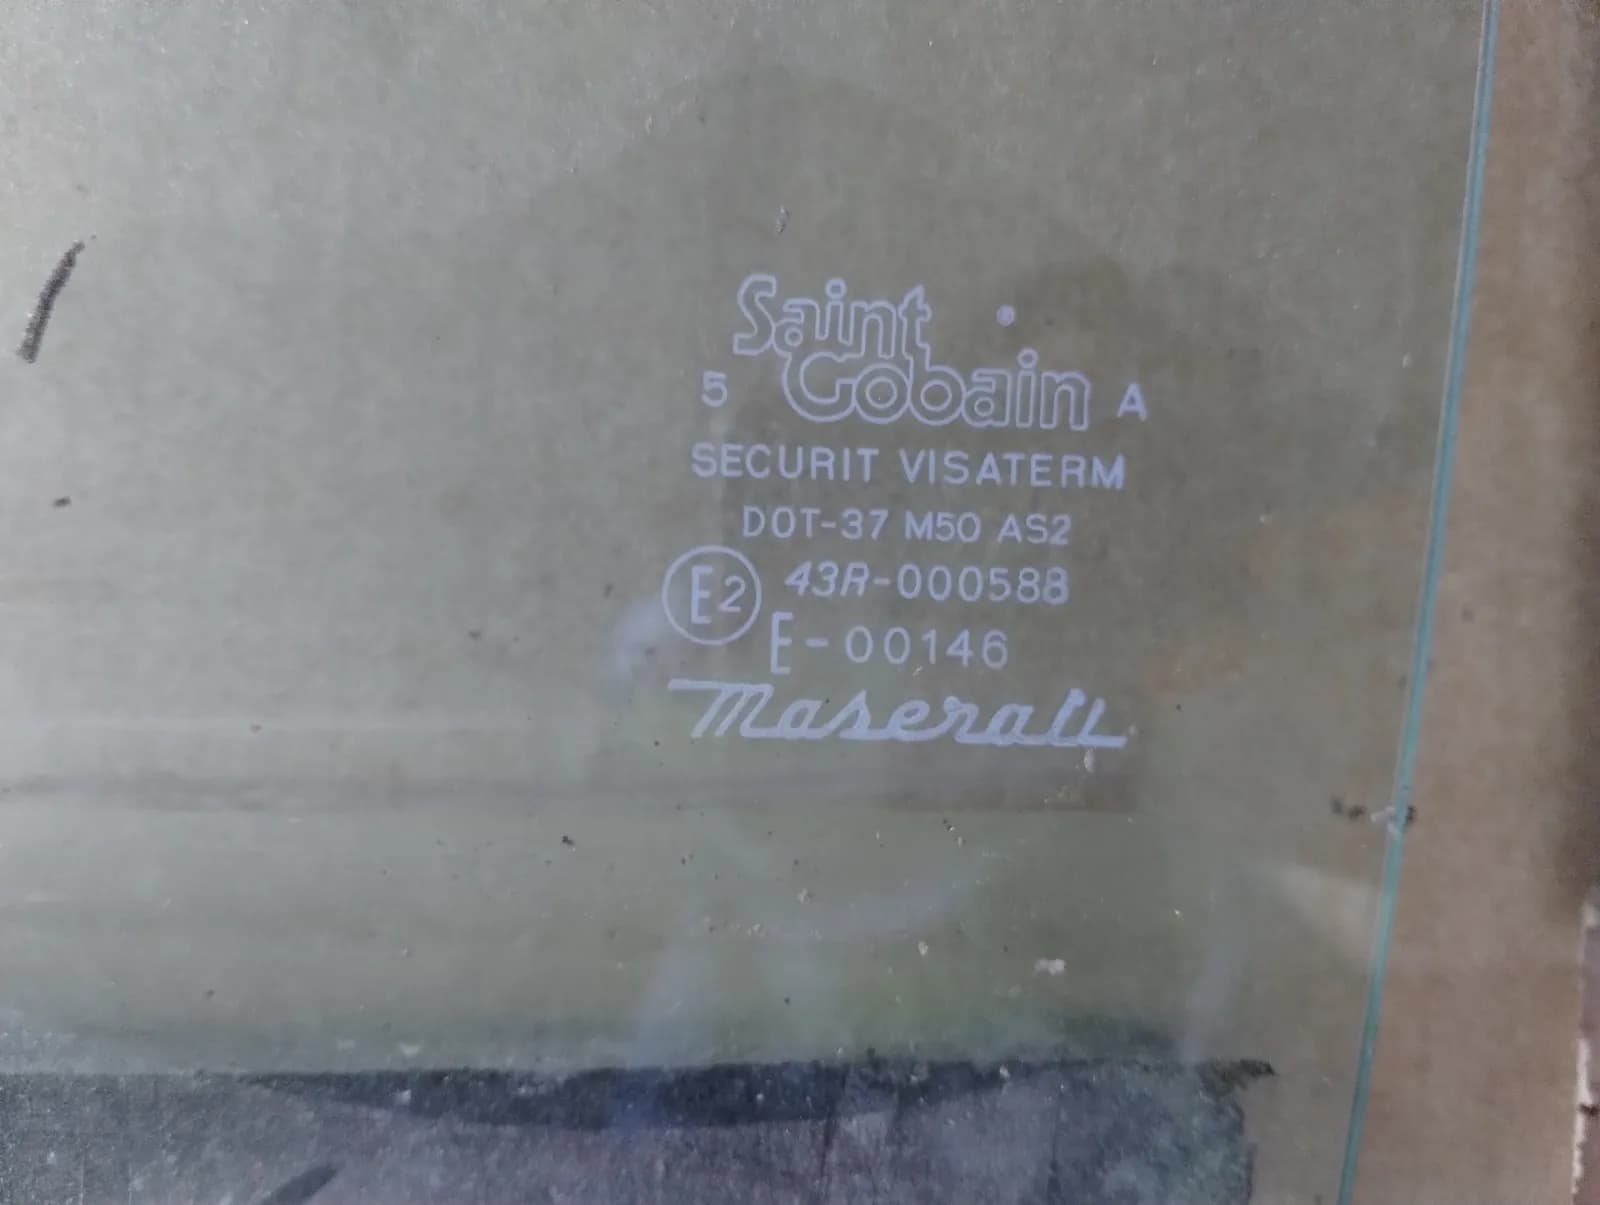 Saint
Gobain
5 A
SECURIT VISATERM
DOT-37 M50 AS2
E2 43R-000588
E-00146
Maserati